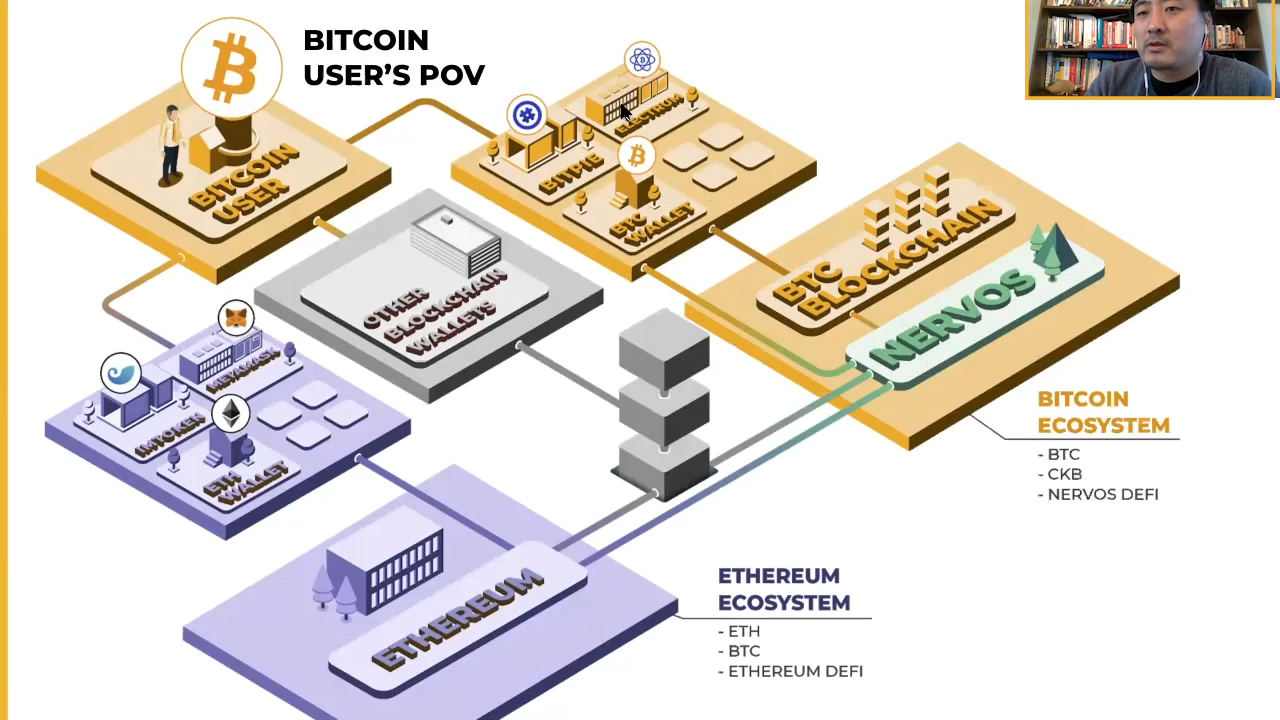 BITCOIN
USER'S POV
BITCOIN
USER
BITPIE
ELECTRUM
BTC
WALLET
BTC
BLOCKCHAIN
NERVOS
OTHER
BLOCKCHAIN
WALLETS
IMTOKEN
METAMASK
ETH
WALLET
ETHEREUM
BITCOIN
ECOSYSTEM
- BTC
- CKB
- NERVOS DEFI
ETHEREUM
ECOSYSTEM
- ETH
- BTC
- ETHEREUM DEFI